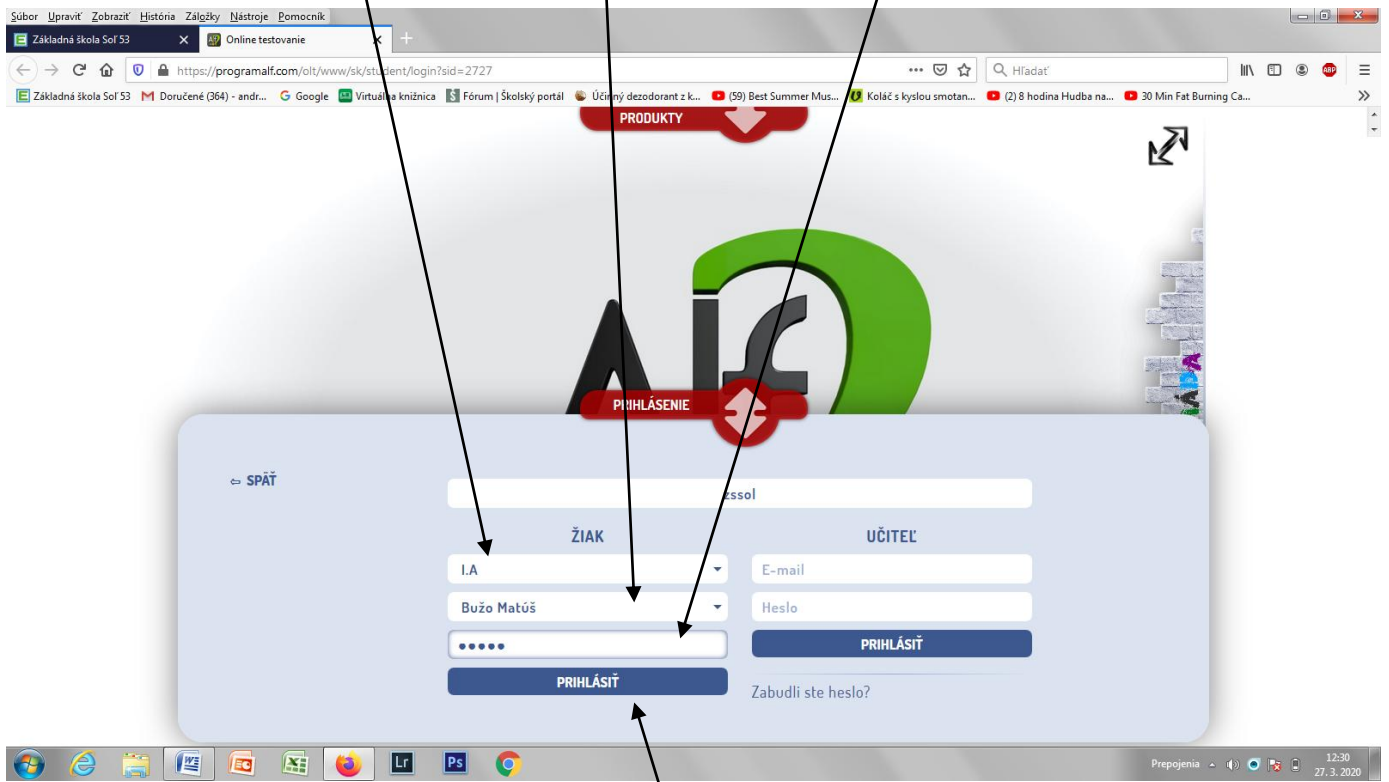 Súbor Upraviť Zobraziť História Záložky Nástroje Pomocník
Základná škola Soľ 53 Online testovanie
https://programalf.com/olt/www/sk/student/login?sid=2727 Hľadať
Základná škola Soľ 53 Doručené (364) - andr... Google Virtuálna knižnica Fórum | Školský portál Účinný dezodorant z k... (59) Best Summer Mus... Koláč s kyslou smotan... (2) 8 hodina Hudba na... 30 Min Fat Burning Ca...
PRODUKTY
Alf
PRIHLÁSENIE
⇦ SPÄŤ
zssol
ŽIAK UČITEĽ
I.A E-mail
Bužo Matúš Heslo
••••• PRIHLÁSIŤ
PRIHLÁSIŤ
Zabudli ste heslo?
Lr Ps
Prepojenia 12:30
27. 3. 2020